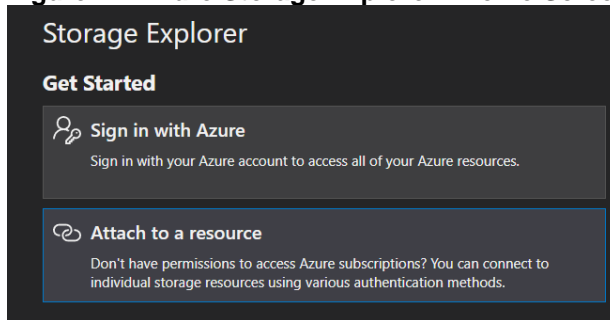 Storage Explorer
Get Started
Sign in with Azure
Sign in with your Azure account to access all of your Azure resources.
Attach to a resource
Don't have permissions to access Azure subscriptions? You can connect to
individual storage resources using various authentication methods.